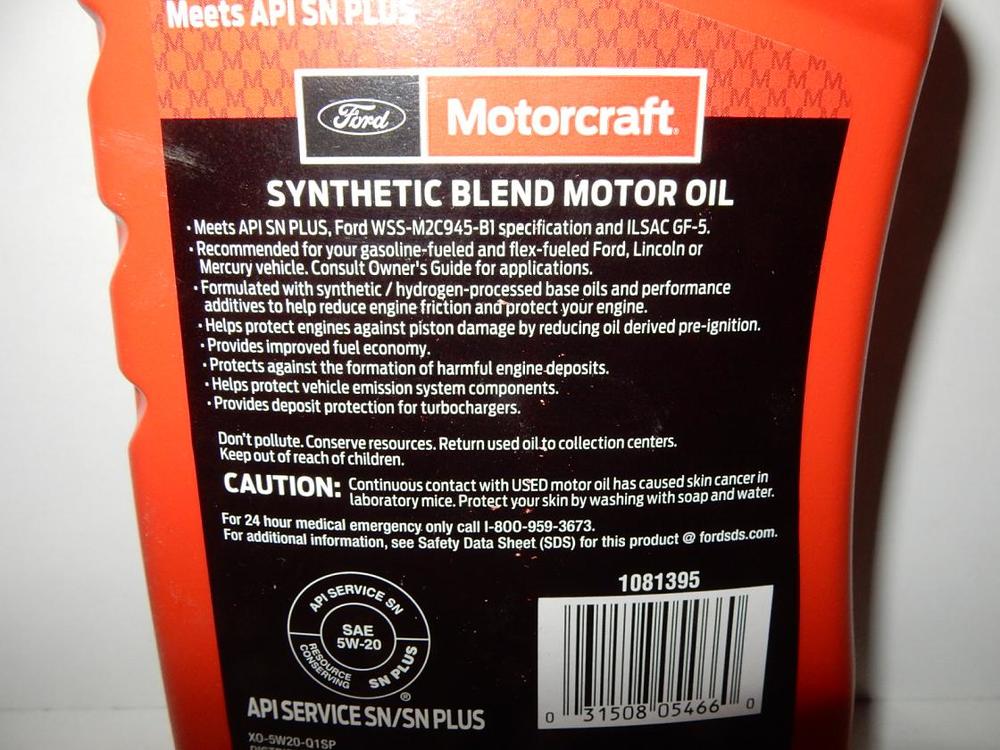 Meets API SN PLUS
Ford Motorcraft®
SYNTHETIC BLEND MOTOR OIL
• Meets API SN PLUS, Ford WSS-M2C945-B1 specification and ILSAC GF-5.
• Recommended for your gasoline-fueled and flex-fueled Ford, Lincoln or
Mercury vehicle. Consult Owner's Guide for applications.
• Formulated with synthetic / hydrogen-processed base oils and performance
additives to help reduce engine friction and protect your engine.
• Helps protect engines against piston damage by reducing oil derived pre-ignition.
• Provides improved fuel economy.
• Protects against the formation of harmful engine deposits.
• Helps protect vehicle emission system components.
• Provides deposit protection for turbochargers.
Don't pollute. Conserve resources. Return used oil to collection centers.
Keep out of reach of children.
CAUTION: Continuous contact with USED motor oil has caused skin cancer in
laboratory mice. Protect your skin by washing with soap and water.
For 24 hour medical emergency only call 1-800-959-3673.
For additional information, see Safety Data Sheet (SDS) for this product @ fordsds.com.
API SERVICE SN
SAE
5W-20
RESOURCE
CONSERVING
SN PLUS
®
API SERVICE SN/SN PLUS
XO-5W20-Q1SP
1081395
0 31508 05466 0